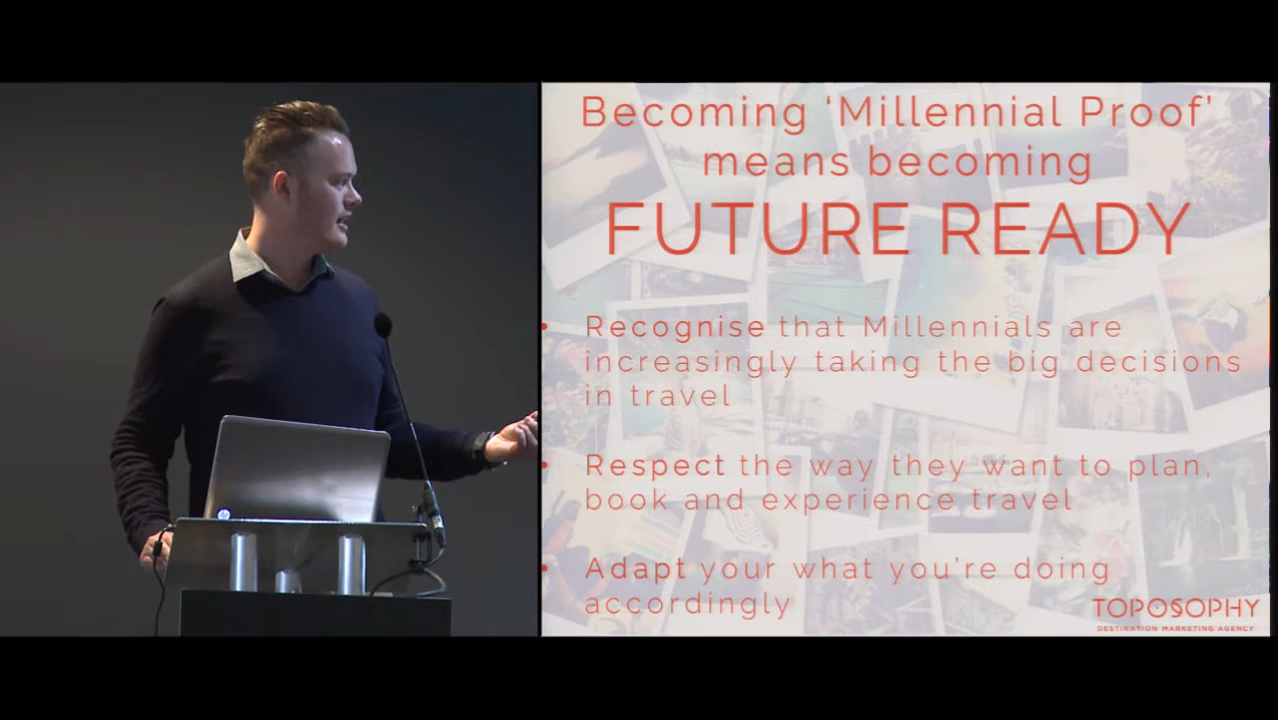 Becoming ‘Millennial Proof’
means becoming
FUTURE READY
• Recognise that Millennials are
increasingly taking the big decisions
in travel
• Respect the way they want to plan,
book and experience travel
• Adapt your what you're doing
accordingly
TOPOSOPHY
DESTINATION MARKETING AGENCY
hp